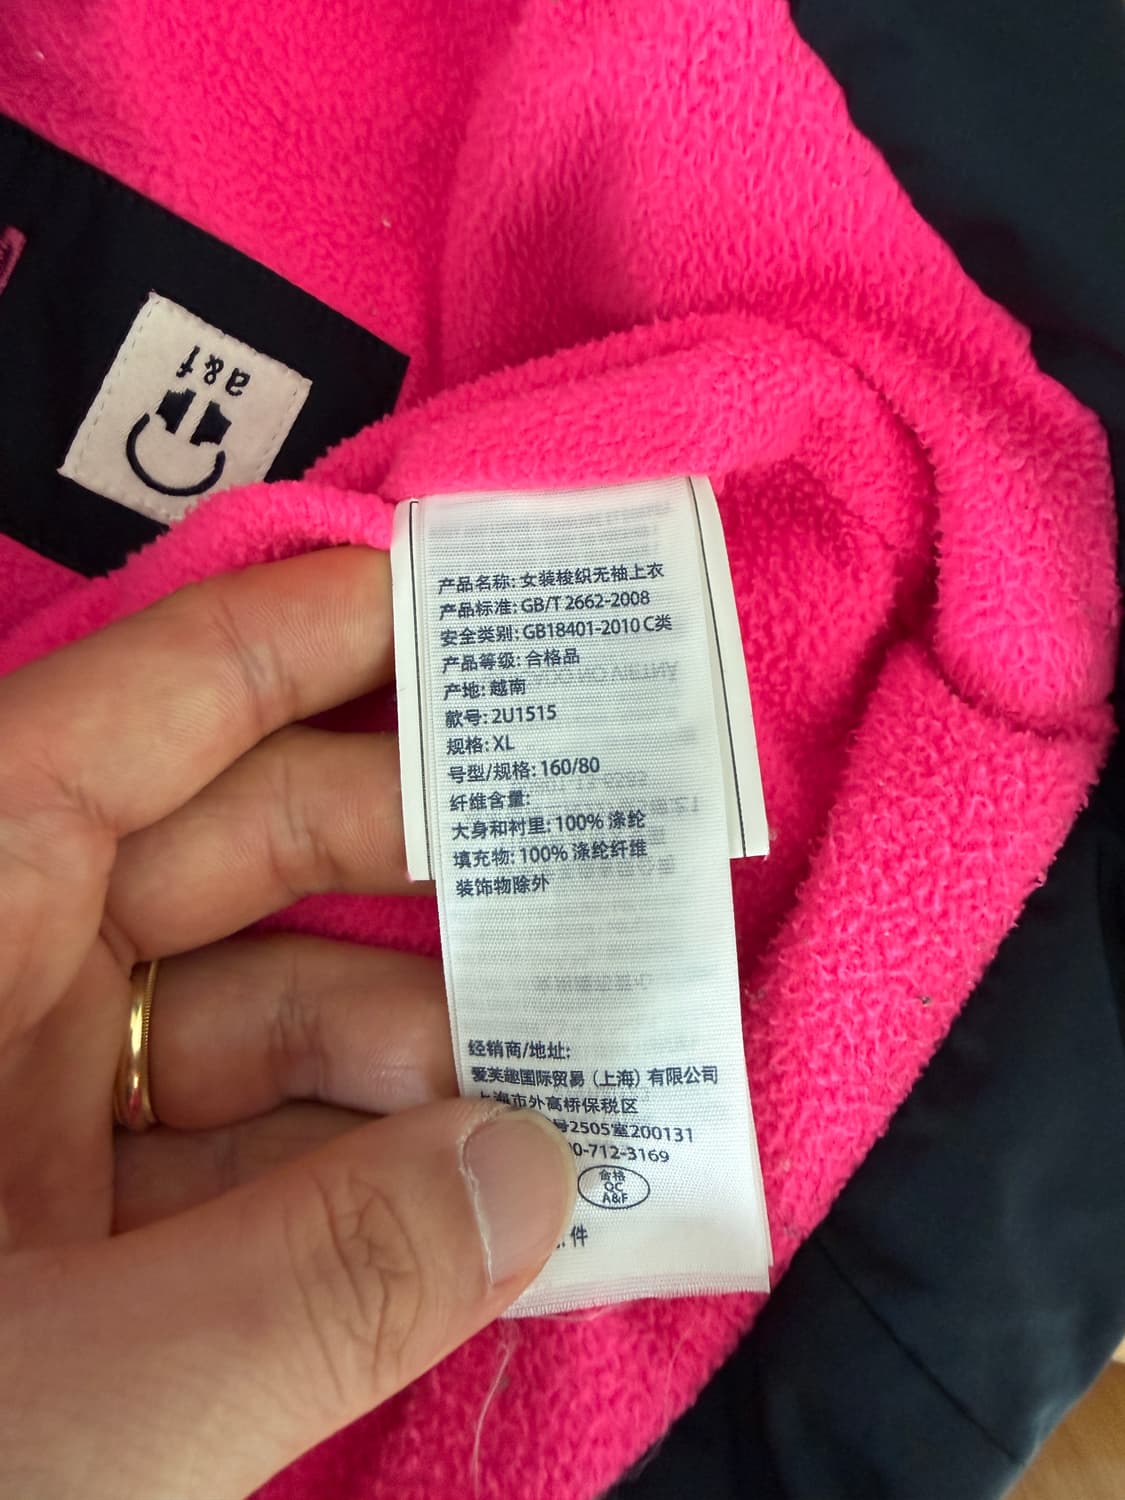 a&f
产品名称: 女装梭织无袖上衣
产品标准: GB/T 2662-2008
安全类别: GB18401-2010 C类
产品等级: 合格品
产地: 越南
款号: 2U1515
规格: XL
号型/规格: 160/80
纤维含量:
大身和衬里: 100% 涤纶
填充物: 100% 涤纶纤维
装饰物除外
经销商/地址:
爱芙趣国际贸易 (上海) 有限公司
上海市外高桥保税区
号2505室200131
0-712-3169
合格
QC
A&F
件